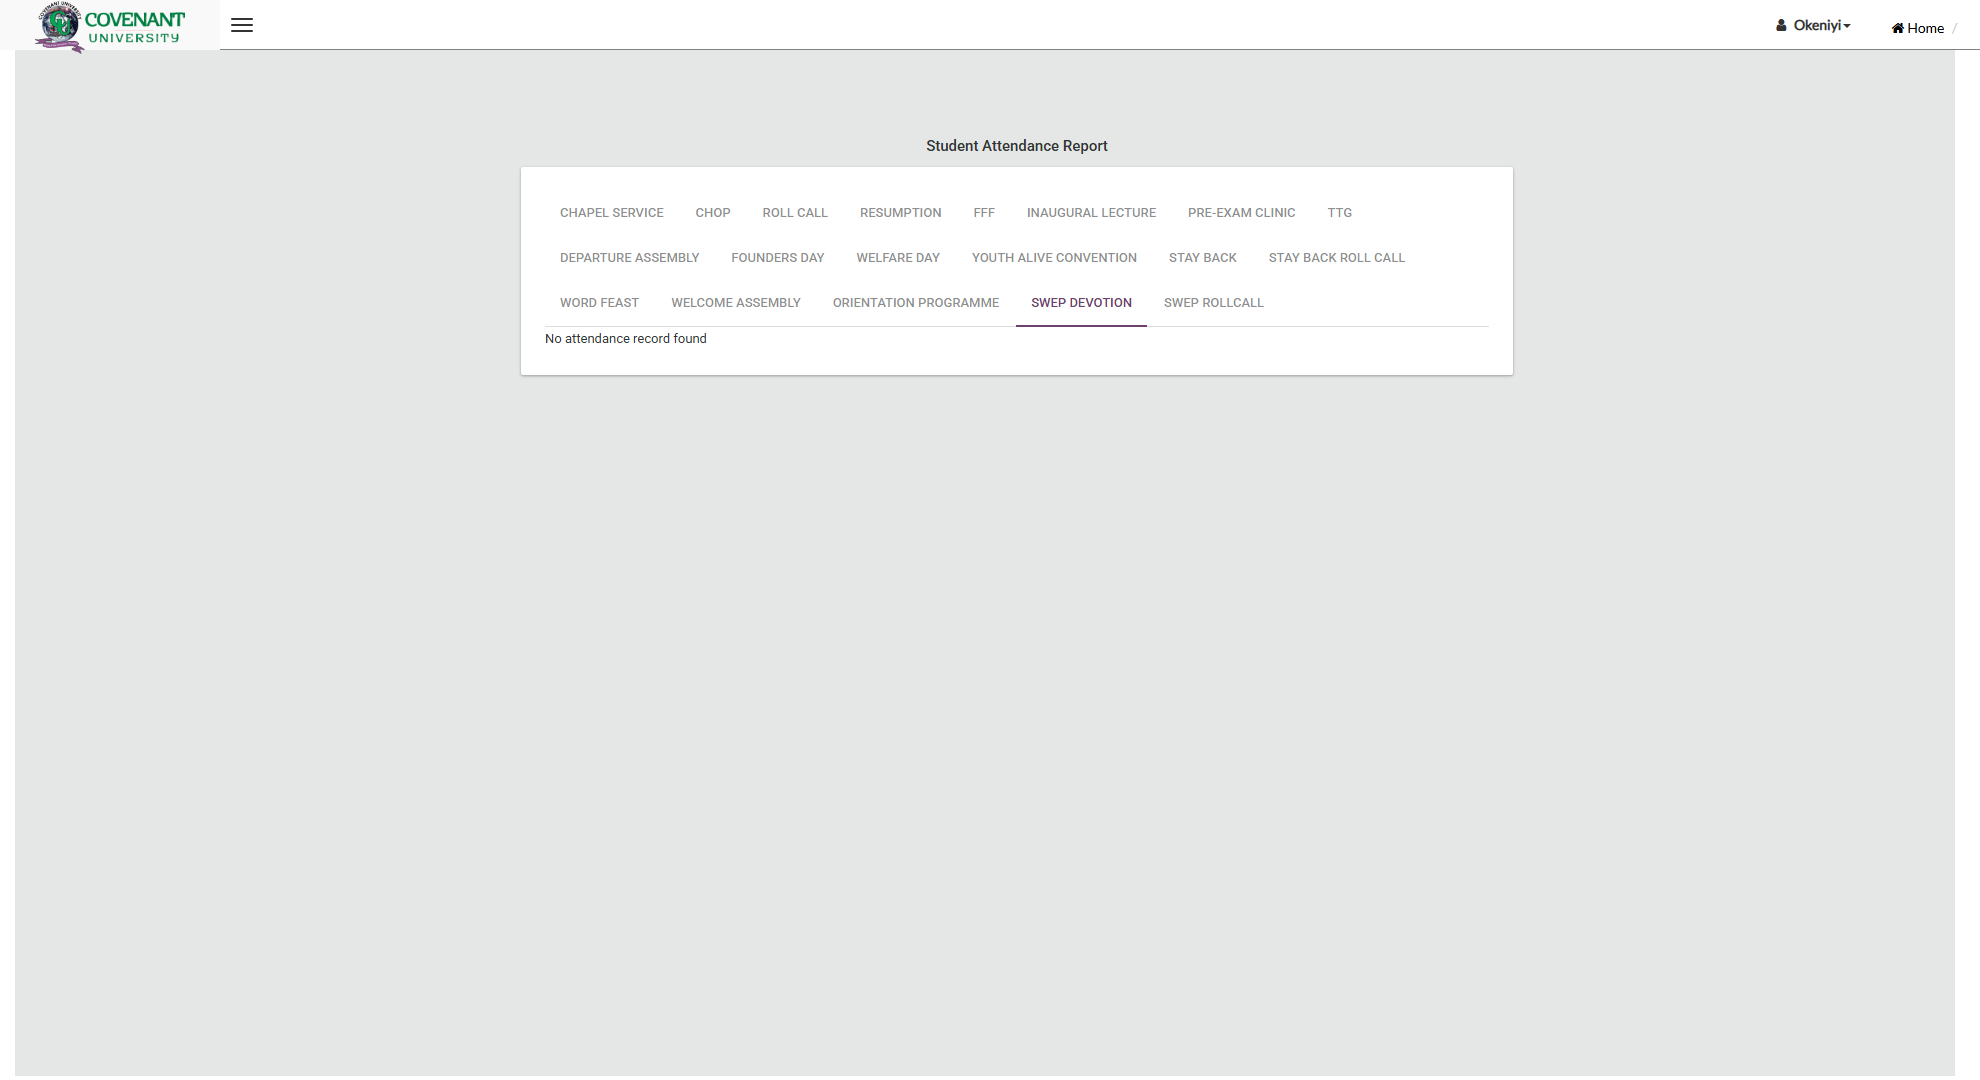 COVENANT UNIVERSITY
COVENANT
UNIVERSITY
Okeniyi
Home /
Student Attendance Report
CHAPEL SERVICE CHOP ROLL CALL RESUMPTION FFF INAUGURAL LECTURE PRE-EXAM CLINIC TTG
DEPARTURE ASSEMBLY FOUNDERS DAY WELFARE DAY YOUTH ALIVE CONVENTION STAY BACK STAY BACK ROLL CALL
WORD FEAST WELCOME ASSEMBLY ORIENTATION PROGRAMME SWEP DEVOTION SWEP ROLLCALL
No attendance record found